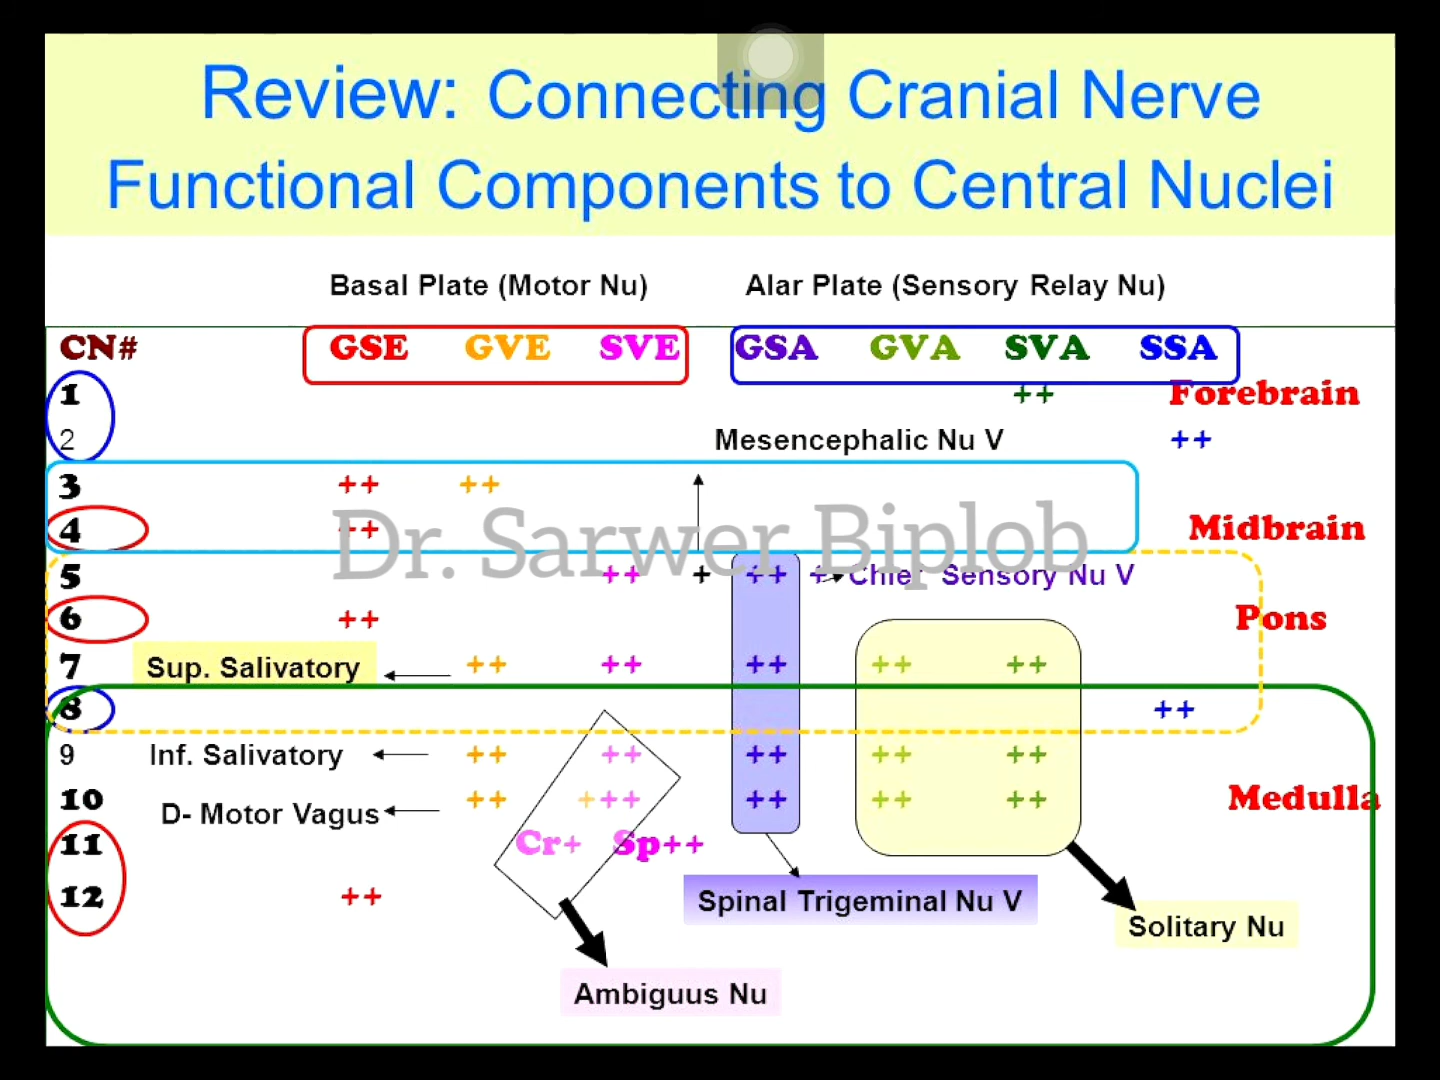 Review: Connecting Cranial Nerve
Functional Components to Central Nuclei
Basal Plate (Motor Nu) Alar Plate (Sensory Relay Nu)
CN# GSE GVE SVE GSA GVA SVA SSA
1 ++ Forebrain
2 Mesencephalic Nu V ++
3 ++ ++
4 ++ Midbrain
Dr. Sarwer Biplob
5 ++ + ++ + Chief Sensory Nu V
6 ++ Pons
7 Sup. Salivatory ++ ++ ++ ++ ++
8 ++
9 Inf. Salivatory ++ ++ ++ ++ ++
10 D- Motor Vagus ++ +++ ++ ++ ++ Medulla
11 Cr+ Sp++
12 ++
Spinal Trigeminal Nu V
Solitary Nu
Ambiguus Nu